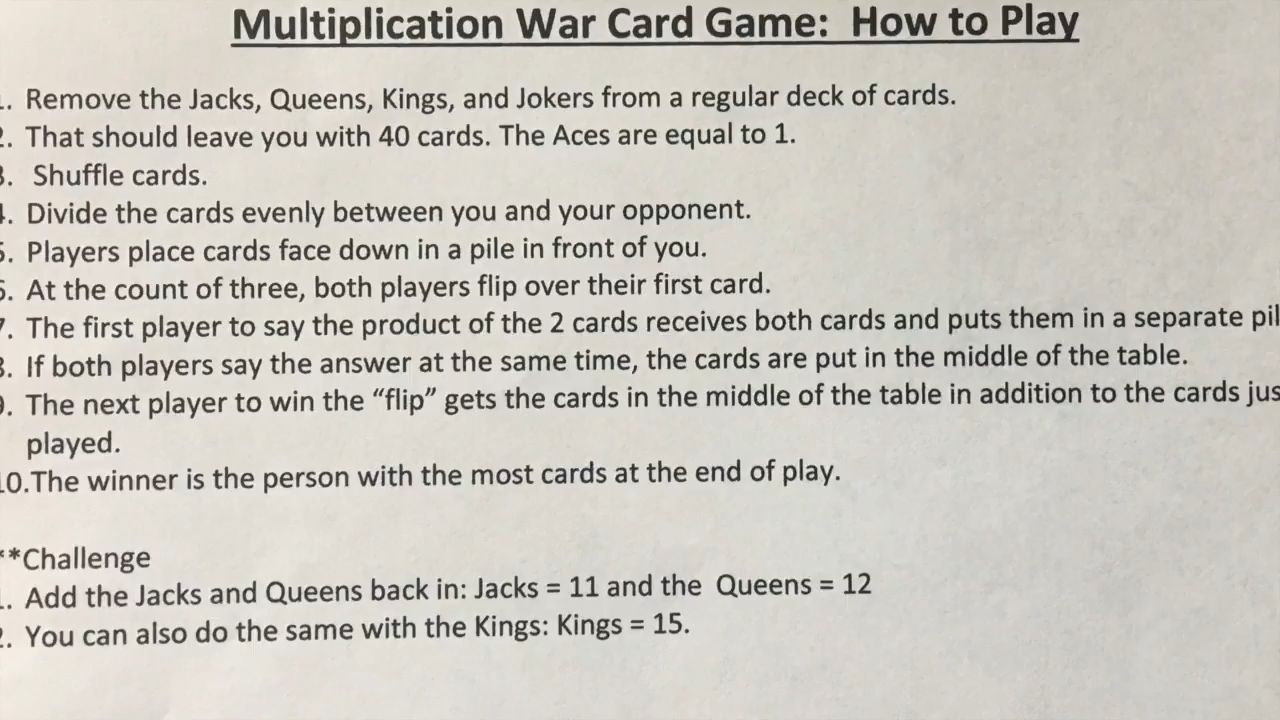 Multiplication War Card Game: How to Play
. Remove the Jacks, Queens, Kings, and Jokers from a regular deck of cards.
2. That should leave you with 40 cards. The Aces are equal to 1.
3. Shuffle cards.
. Divide the cards evenly between you and your opponent.
5. Players place cards face down in a pile in front of you.
6. At the count of three, both players flip over their first card.
7. The first player to say the product of the 2 cards receives both cards and puts them in a separate pil
8. If both players say the answer at the same time, the cards are put in the middle of the table.
9. The next player to win the “flip” gets the cards in the middle of the table in addition to the cards jus
played.
10.The winner is the person with the most cards at the end of play.
**Challenge
. Add the Jacks and Queens back in: Jacks = 11 and the Queens = 12
2. You can also do the same with the Kings: Kings = 15.